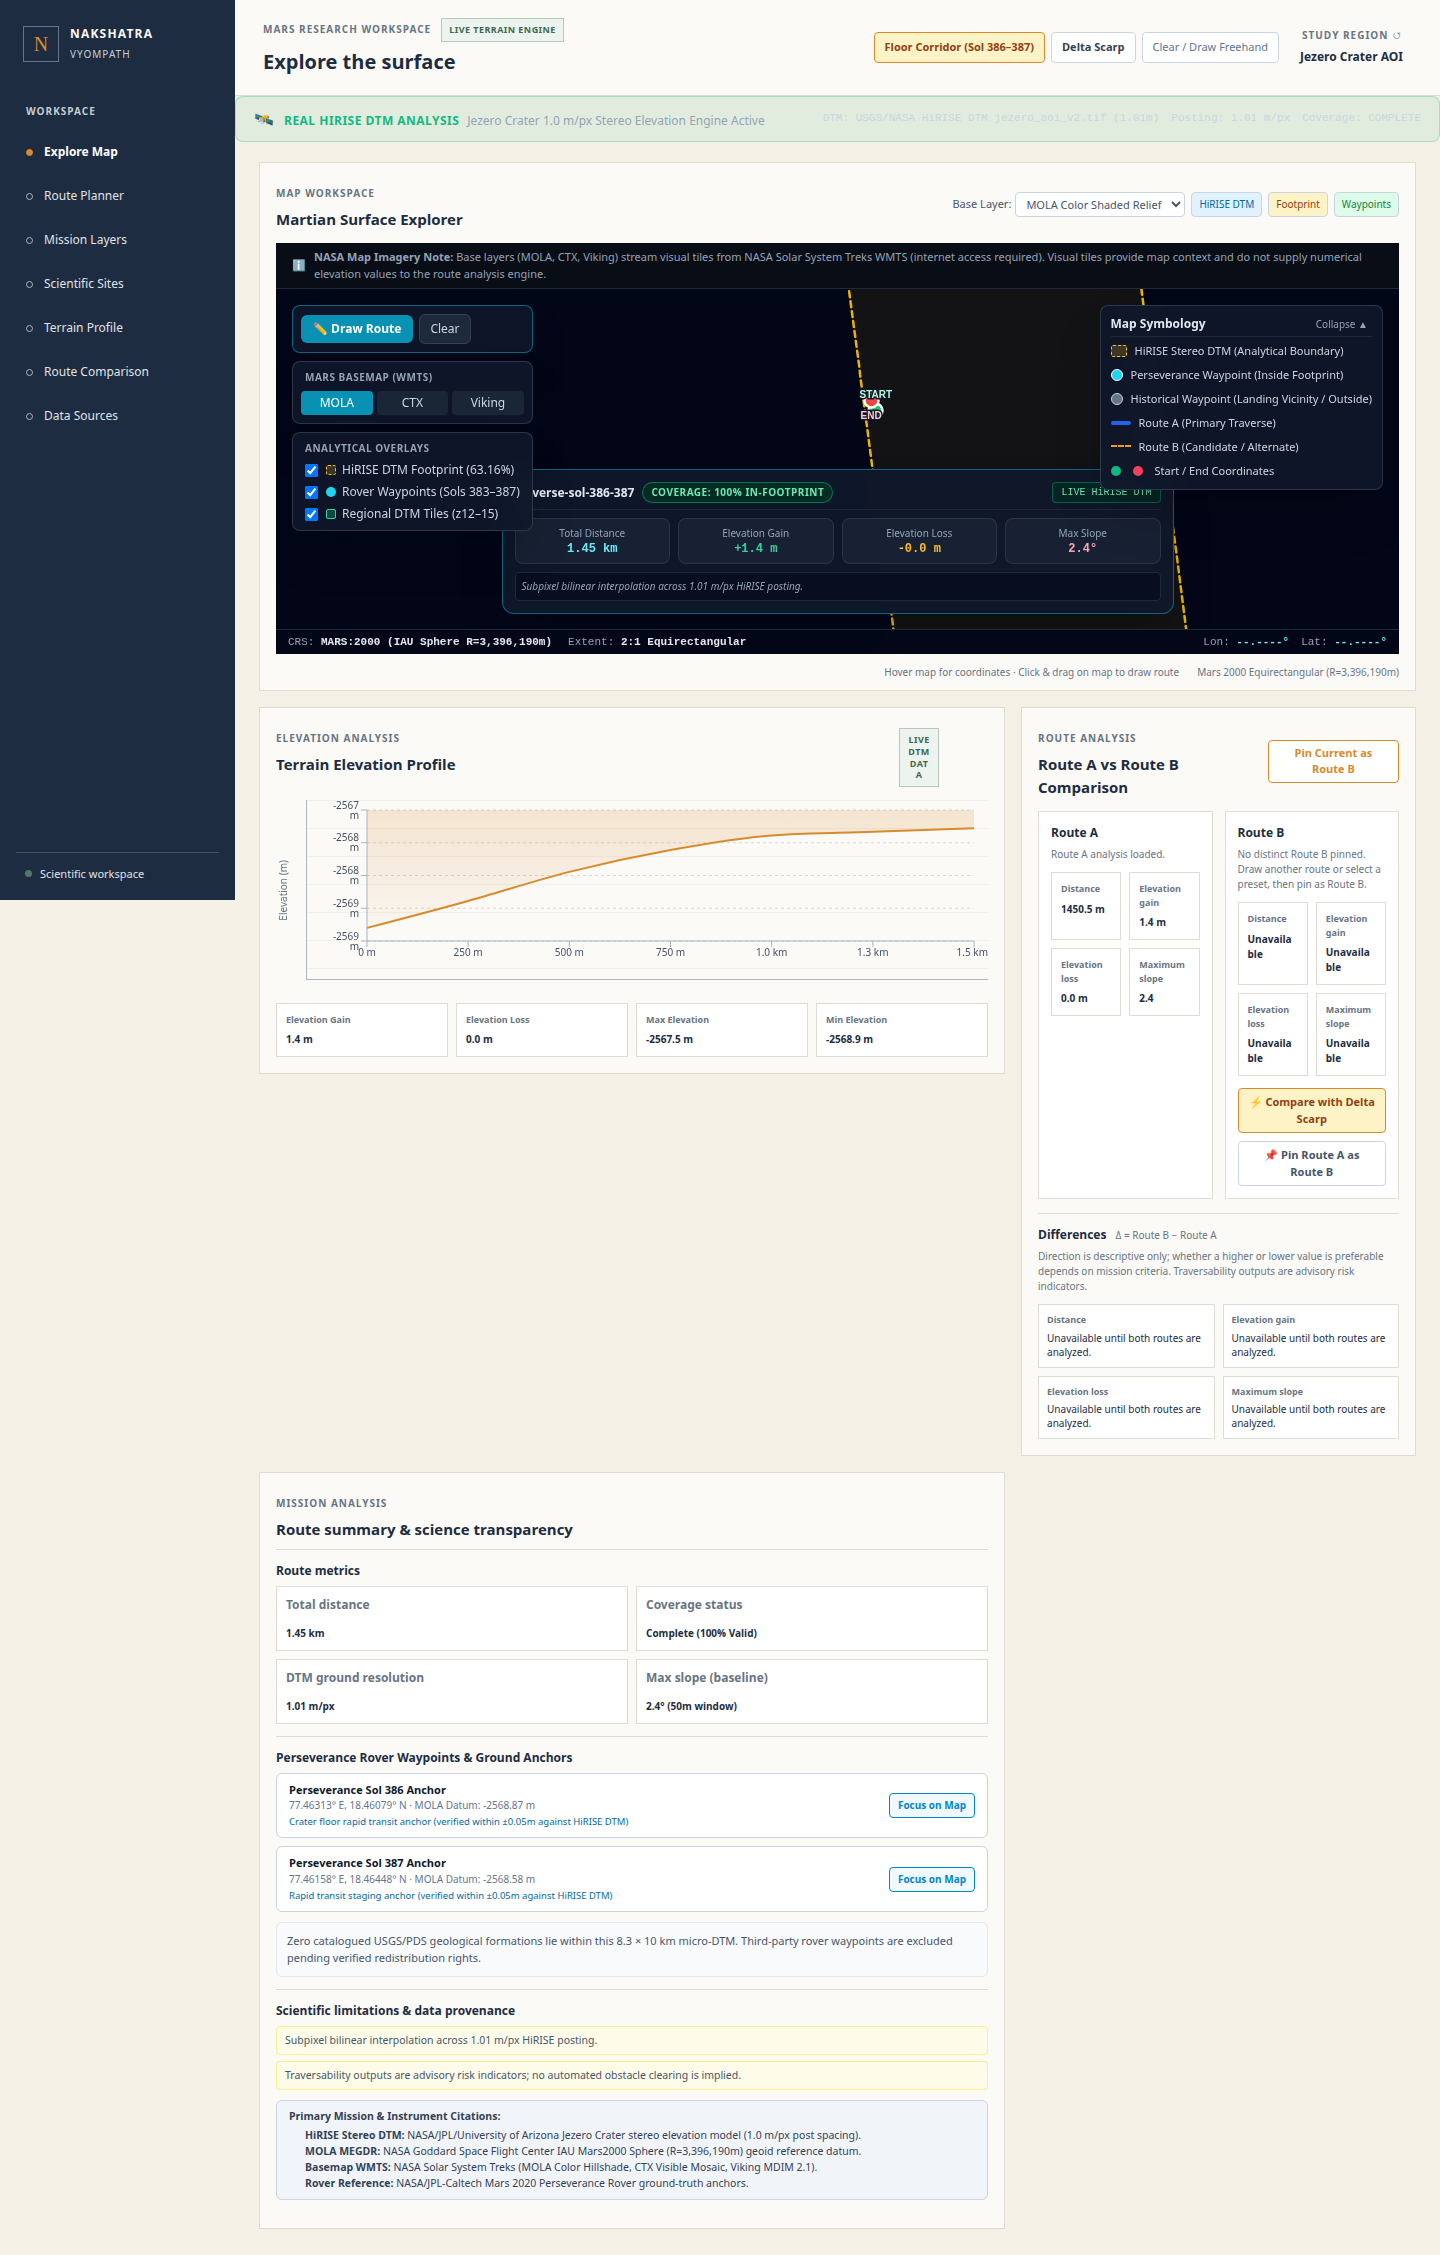 N
NAKSHATRA
VYOMPATH
WORKSPACE
Explore Map
Route Planner
Mission Layers
Scientific Sites
Terrain Profile
Route Comparison
Data Sources
Scientific workspace
MARS RESEARCH WORKSPACE
LIVE TERRAIN ENGINE
Explore the surface
Floor Corridor (Sol 386–387)
Delta Scarp
Clear / Draw Freehand
STUDY REGION
Jezero Crater AOI
REAL HIRISE DTM ANALYSIS Jezero Crater 1.0 m/px Stereo Elevation Engine Active
DTM: USGS/NASA HiRISE DTM jezero_aoi_v2.tif (1.01m) Posting: 1.01 m/px Coverage: COMPLETE
MAP WORKSPACE
Martian Surface Explorer
Base Layer: MOLA Color Shaded Relief
HiRISE DTM
Footprint
Waypoints
NASA Map Imagery Note: Base layers (MOLA, CTX, Viking) stream visual tiles from NASA Solar System Treks WMTS (internet access required). Visual tiles provide map context and do not supply numerical
elevation values to the route analysis engine.
Draw Route
Clear
MARS BASEMAP (WMTS)
MOLA
CTX
Viking
ANALYTICAL OVERLAYS
HiRISE DTM Footprint (63.16%)
Rover Waypoints (Sols 383–387)
Regional DTM Tiles (z12–15)
START
END
Map Symbology
Collapse ▲
HiRISE Stereo DTM (Analytical Boundary)
Perseverance Waypoint (Inside Footprint)
Historical Waypoint (Landing Vicinity / Outside)
Route A (Primary Traverse)
Route B (Candidate / Alternate)
Start / End Coordinates
verse-sol-386-387
COVERAGE: 100% IN-FOOTPRINT
LIVE HiRISE DTM
Total Distance
1.45 km
Elevation Gain
+1.4 m
Elevation Loss
-0.0 m
Max Slope
2.4°
Subpixel bilinear interpolation across 1.01 m/px HiRISE posting.
CRS: MARS:2000 (IAU Sphere R=3,396,190m) Extent: 2:1 Equirectangular
Lon: --.----° Lat: --.----°
Hover map for coordinates · Click & drag on map to draw route
Mars 2000 Equirectangular (R=3,396,190m)
ELEVATION ANALYSIS
Terrain Elevation Profile
LIVE
DTM
DAT
A
Elevation (m)
-2567
m
-2568
m
-2568
m
-2569
m
-2569
m
0 m
250 m
500 m
750 m
1.0 km
1.3 km
1.5 km
Elevation Gain
1.4 m
Elevation Loss
0.0 m
Max Elevation
-2567.5 m
Min Elevation
-2568.9 m
ROUTE ANALYSIS
Route A vs Route B
Comparison
Pin Current as
Route B
Route A
Route A analysis loaded.
Distance
1450.5 m
Elevation
gain
1.4 m
Elevation
loss
0.0 m
Maximum
slope
2.4
Route B
No distinct Route B pinned.
Draw another route or select a
preset, then pin as Route B.
Distance
Unavaila
ble
Elevation
gain
Unavaila
ble
Elevation
loss
Unavaila
ble
Maximum
slope
Unavaila
ble
⚡ Compare with Delta
Scarp
📌 Pin Route A as
Route B
Differences Δ = Route B − Route A
Direction is descriptive only; whether a higher or lower value is preferable
depends on mission criteria. Traversability outputs are advisory risk
indicators.
Distance
Unavailable until both routes are
analyzed.
Elevation gain
Unavailable until both routes are
analyzed.
Elevation loss
Unavailable until both routes are
analyzed.
Maximum slope
Unavailable until both routes are
analyzed.
MISSION ANALYSIS
Route summary & science transparency
Route metrics
Total distance
1.45 km
Coverage status
Complete (100% Valid)
DTM ground resolution
1.01 m/px
Max slope (baseline)
2.4° (50m window)
Perseverance Rover Waypoints & Ground Anchors
Perseverance Sol 386 Anchor
77.46313° E, 18.46079° N · MOLA Datum: -2568.87 m
Crater floor rapid transit anchor (verified within ±0.05m against HiRISE DTM)
Focus on Map
Perseverance Sol 387 Anchor
77.46158° E, 18.46448° N · MOLA Datum: -2568.58 m
Rapid transit staging anchor (verified within ±0.05m against HiRISE DTM)
Focus on Map
Zero catalogued USGS/PDS geological formations lie within this 8.3 × 10 km micro-DTM. Third-party rover waypoints are excluded
pending verified redistribution rights.
Scientific limitations & data provenance
Subpixel bilinear interpolation across 1.01 m/px HiRISE posting.
Traversability outputs are advisory risk indicators; no automated obstacle clearing is implied.
Primary Mission & Instrument Citations:
HiRISE Stereo DTM: NASA/JPL/University of Arizona Jezero Crater stereo elevation model (1.0 m/px post spacing).
MOLA MEGDR: NASA Goddard Space Flight Center IAU Mars2000 Sphere (R=3,396,190m) geoid reference datum.
Basemap WMTS: NASA Solar System Treks (MOLA Color Hillshade, CTX Visible Mosaic, Viking MDIM 2.1).
Rover Reference: NASA/JPL-Caltech Mars 2020 Perseverance Rover ground-truth anchors.